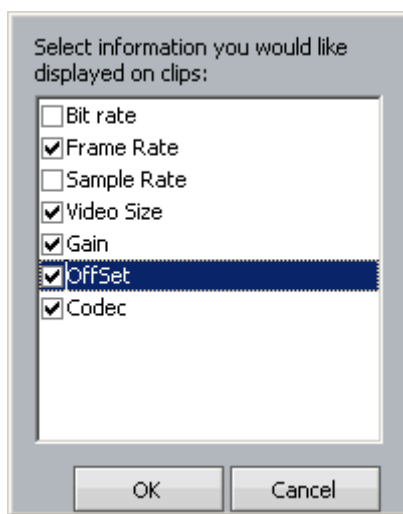 Select information you would like
displayed on clips:
Bit rate
Frame Rate
Sample Rate
Video Size
Gain
OffSet
Codec
OK
Cancel